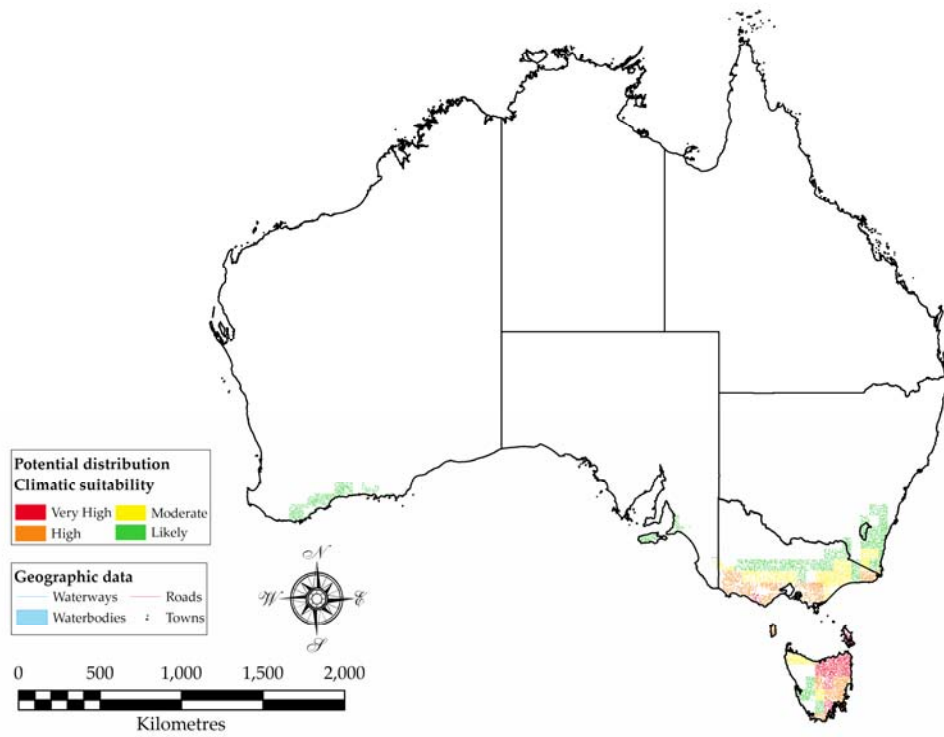 Potential distribution
Climatic suitability
Very High Moderate
High Likely
Geographic data
Waterways Roads
Waterbodies Towns
N
W E
S
0 500 1,000 1,500 2,000
Kilometres